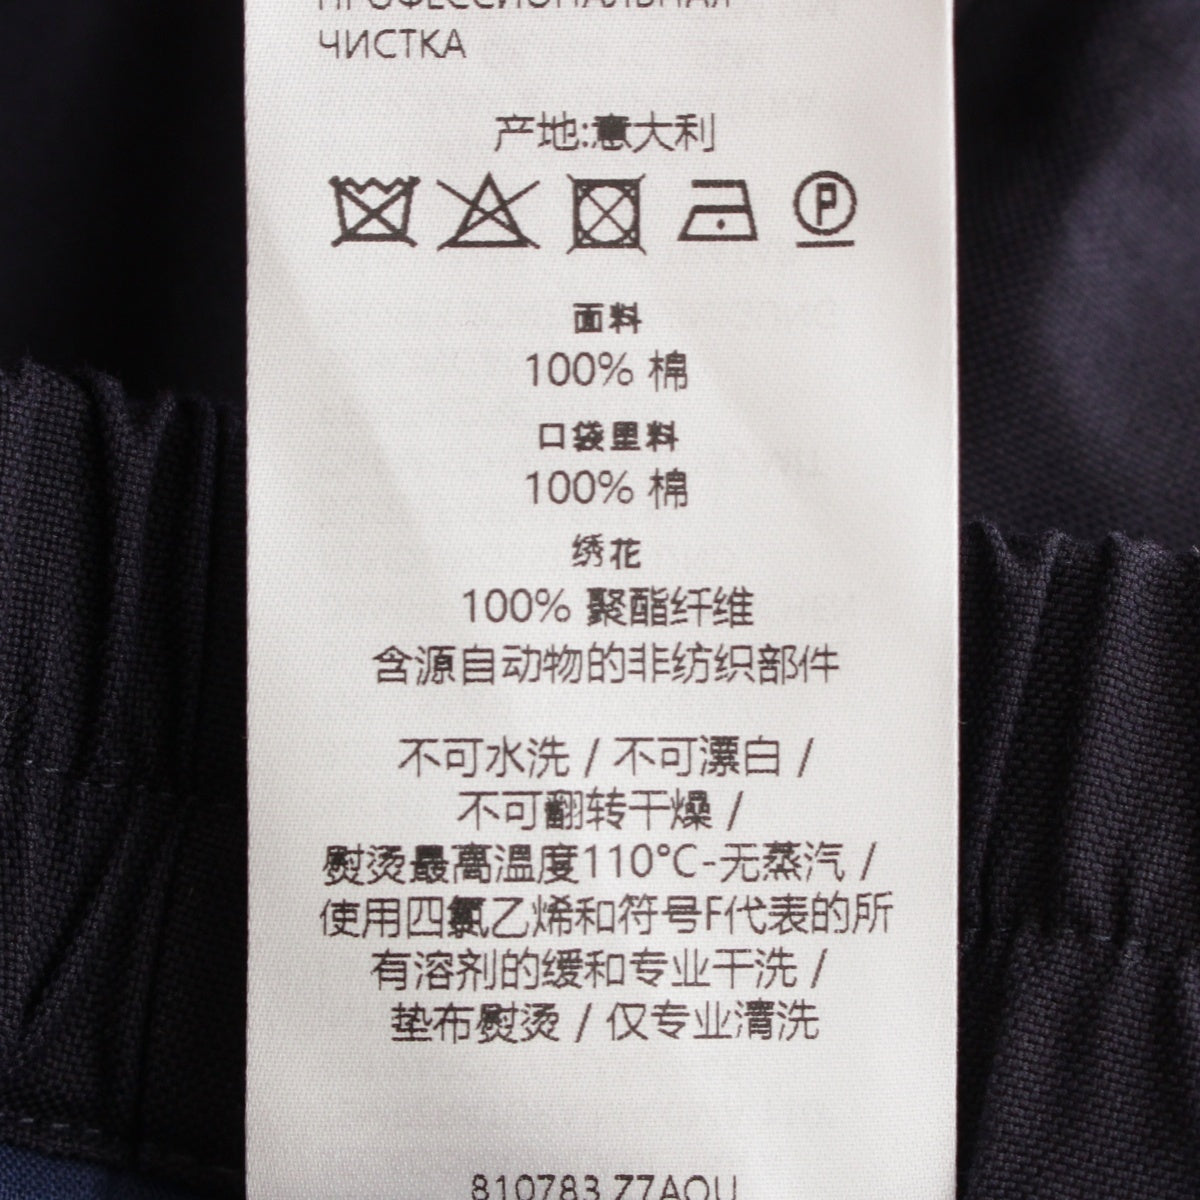 ПРОФЕССИОНАЛЬНАЯ
ЧИСТКА
产地:意大利
P
面料
100% 棉
口袋里料
100% 棉
绣花
100% 聚酯纤维
含源自动物的非纺织部件
不可水洗 / 不可漂白 /
不可翻转干燥 /
熨烫最高温度110°C-无蒸汽 /
使用四氯乙烯和符号F代表的所
有溶剂的缓和专业干洗 /
垫布熨烫 / 仅专业清洗
810783 Z7AOU